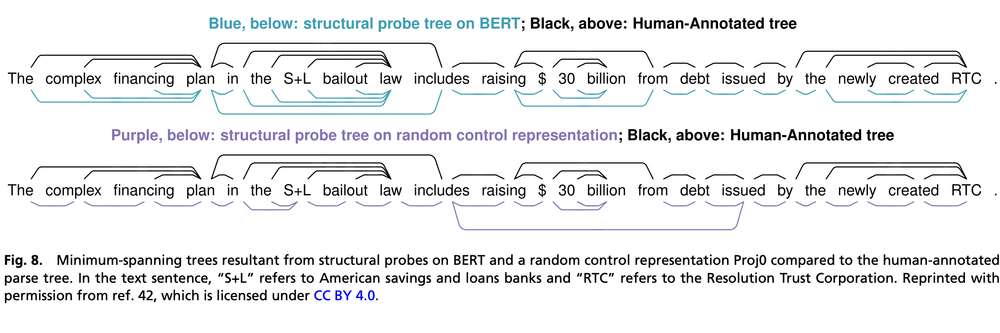 Blue, below: structural probe tree on BERT; Black, above: Human-Annotated tree
The complex financing plan in the S+L bailout law includes raising $ 30 billion from debt issued by the newly created RTC .
Purple, below: structural probe tree on random control representation; Black, above: Human-Annotated tree
The complex financing plan in the S+L bailout law includes raising $ 30 billion from debt issued by the newly created RTC .
Fig. 8. Minimum-spanning trees resultant from structural probes on BERT and a random control representation Proj0 compared to the human-annotated
parse tree. In the text sentence, “S+L” refers to American savings and loans banks and “RTC” refers to the Resolution Trust Corporation. Reprinted with
permission from ref. 42, which is licensed under CC BY 4.0.